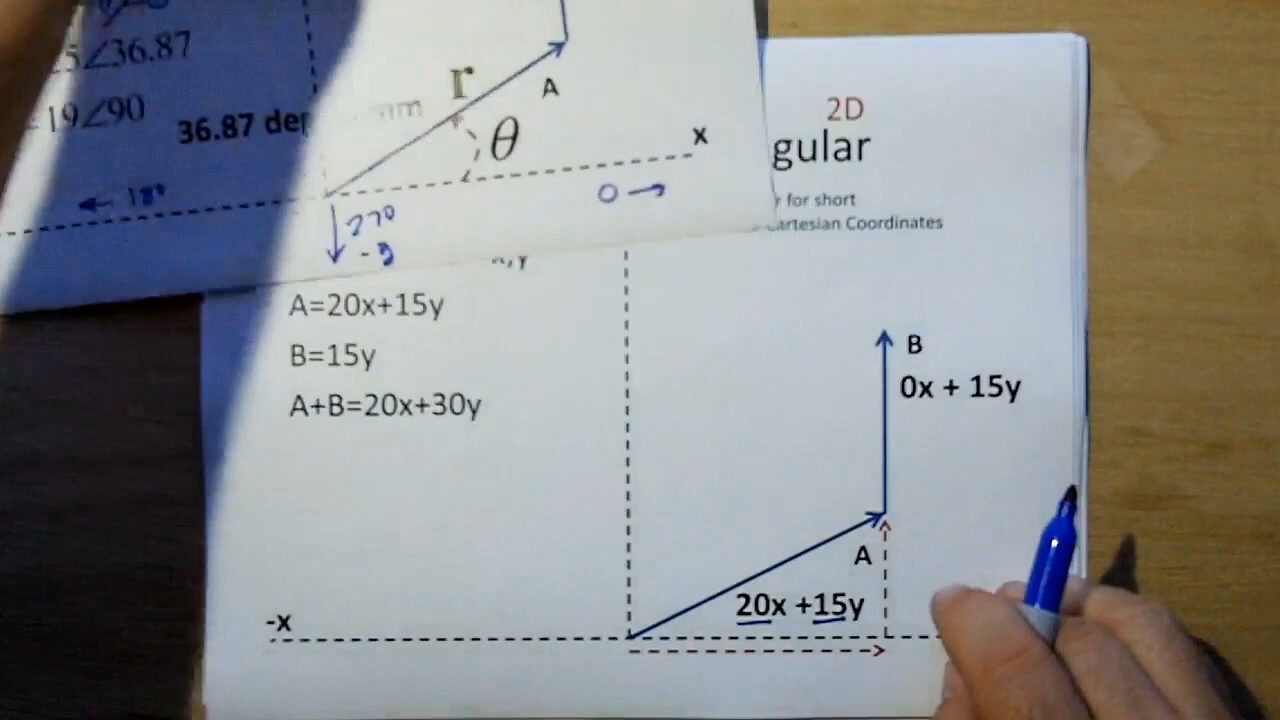 5∠36.87
19∠90
36.87
r
A
θ
x
← 180
0 →
270
2D
gular
for short
Cartesian Coordinates
A=20x+15y
B=15y
A+B=20x+30y
B
0x + 15y
A
20x +15y
-x